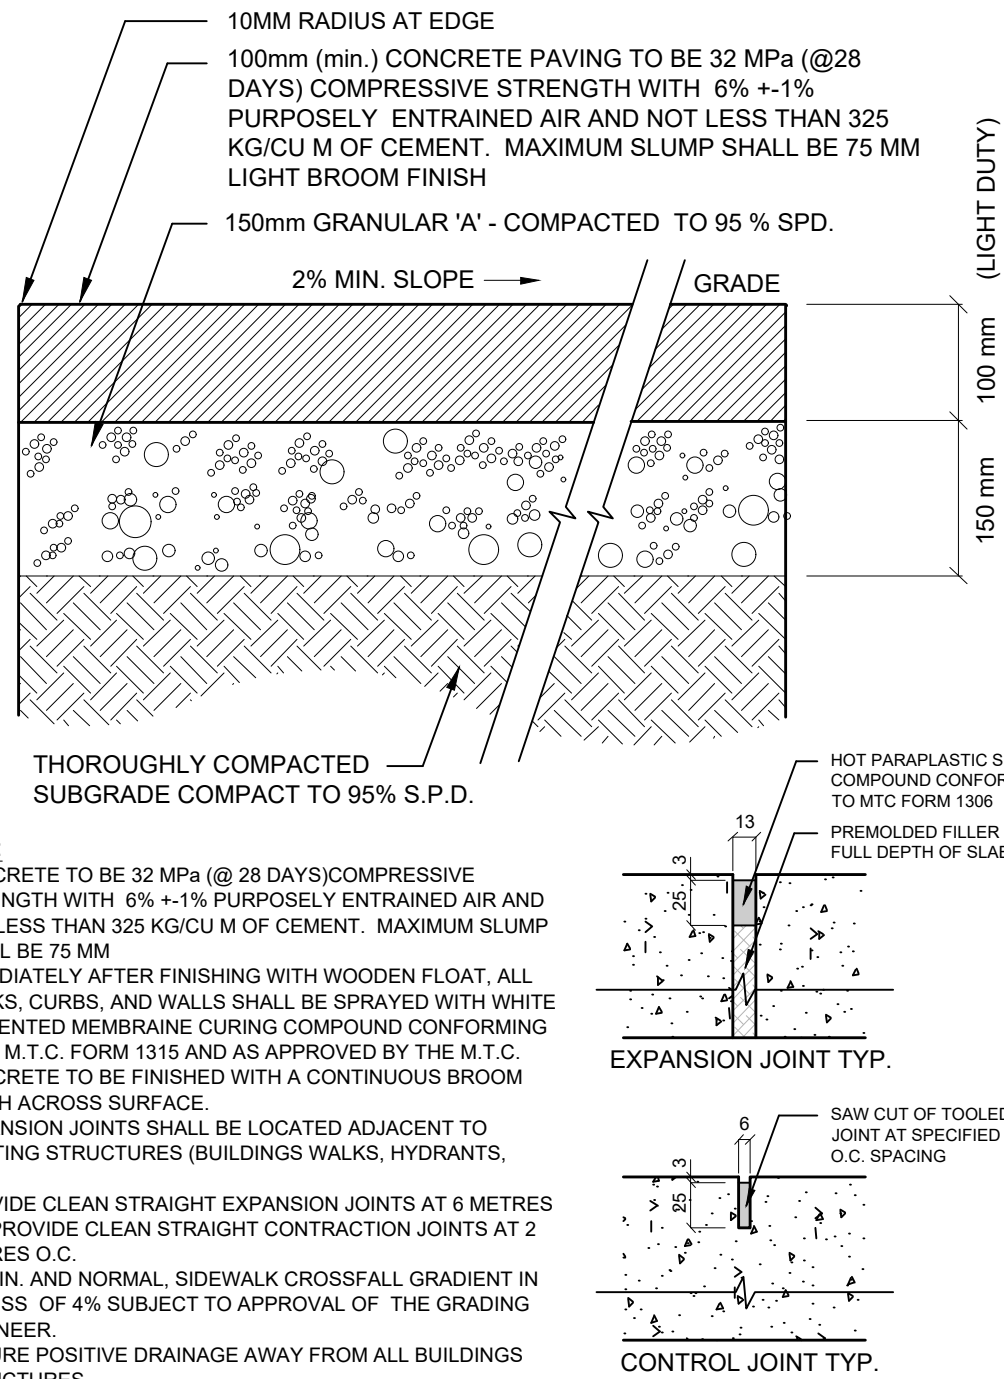 10MM RADIUS AT EDGE
100mm (min.) CONCRETE PAVING TO BE 32 MPa (@28
DAYS) COMPRESSIVE STRENGTH WITH 6% +-1%
PURPOSELY ENTRAINED AIR AND NOT LESS THAN 325
KG/CU M OF CEMENT. MAXIMUM SLUMP SHALL BE 75 MM
LIGHT BROOM FINISH
150mm GRANULAR 'A' - COMPACTED TO 95 % SPD.
2% MIN. SLOPE
GRADE
(LIGHT DUTY)
100 mm
150 mm
THOROUGHLY COMPACTED
SUBGRADE COMPACT TO 95% S.P.D.
CRETE TO BE 32 MPa (@ 28 DAYS)COMPRESSIVE
NGTH WITH 6% +-1% PURPOSELY ENTRAINED AIR AND
LESS THAN 325 KG/CU M OF CEMENT. MAXIMUM SLUMP
L BE 75 MM
DIATELY AFTER FINISHING WITH WOODEN FLOAT, ALL
KS, CURBS, AND WALLS SHALL BE SPRAYED WITH WHITE
ENTED MEMBRAINE CURING COMPOUND CONFORMING
M.T.C. FORM 1315 AND AS APPROVED BY THE M.T.C.
CRETE TO BE FINISHED WITH A CONTINUOUS BROOM
H ACROSS SURFACE.
NSION JOINTS SHALL BE LOCATED ADJACENT TO
TING STRUCTURES (BUILDINGS WALKS, HYDRANTS,
VIDE CLEAN STRAIGHT EXPANSION JOINTS AT 6 METRES
PROVIDE CLEAN STRAIGHT CONTRACTION JOINTS AT 2
RES O.C.
IN. AND NORMAL, SIDEWALK CROSSFALL GRADIENT IN
SS OF 4% SUBJECT TO APPROVAL OF THE GRADING
NEER.
URE POSITIVE DRAINAGE AWAY FROM ALL BUILDINGS
HOT PARAPLASTIC S
COMPOUND CONFOR
TO MTC FORM 1306
PREMOLDED FILLER
FULL DEPTH OF SLAB
13
3
25
EXPANSION JOINT TYP.
SAW CUT OF TOOLED
JOINT AT SPECIFIED
O.C. SPACING
6
3
25
CONTROL JOINT TYP.